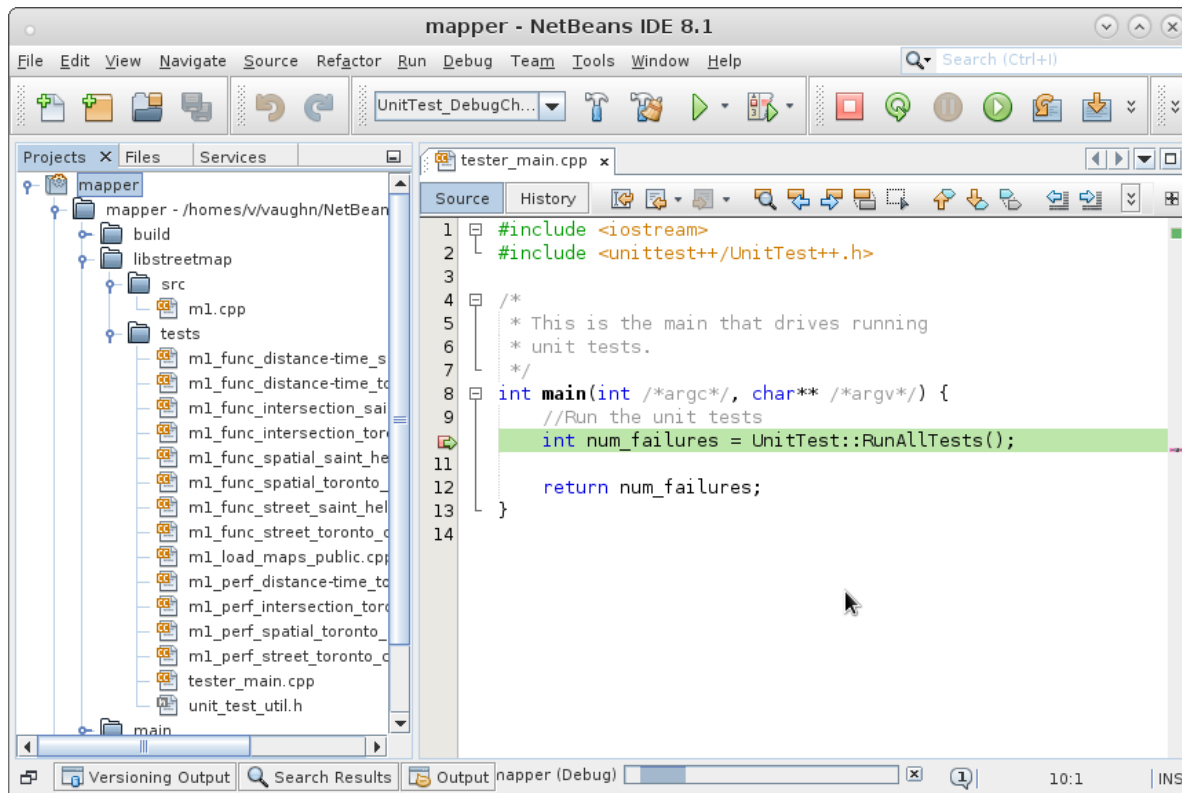 mapper - NetBeans IDE 8.1
File Edit View Navigate Source Refactor Run Debug Team Tools Window Help
Search (Ctrl+I)
UnitTest_DebugCh...
Projects Files Services
tester_main.cpp
Source History
mapper
mapper - /homes/v/vaughn/NetBean
build
libstreetmap
src
m1.cpp
tests
m1_func_distance-time_s
m1_func_distance-time_to
m1_func_intersection_sai
m1_func_intersection_tor
m1_func_spatial_saint_he
m1_func_spatial_toronto_
m1_func_street_saint_hel
m1_func_street_toronto_c
m1_load_maps_public.cpp
m1_perf_distance-time_to
m1_perf_intersection_toro
m1_perf_spatial_toronto_
m1_perf_street_toronto_c
tester_main.cpp
unit_test_util.h
main
1 #include <iostream>
2 #include <unittest++/UnitTest++.h>
3
4 /*
5 * This is the main that drives running
6 * unit tests.
7 */
8 int main(int /*argc*/, char** /*argv*/) {
9 //Run the unit tests
int num_failures = UnitTest::RunAllTests();
11
12 return num_failures;
13 }
14
Versioning Output Search Results Output mapper (Debug) 1 10:1 INS